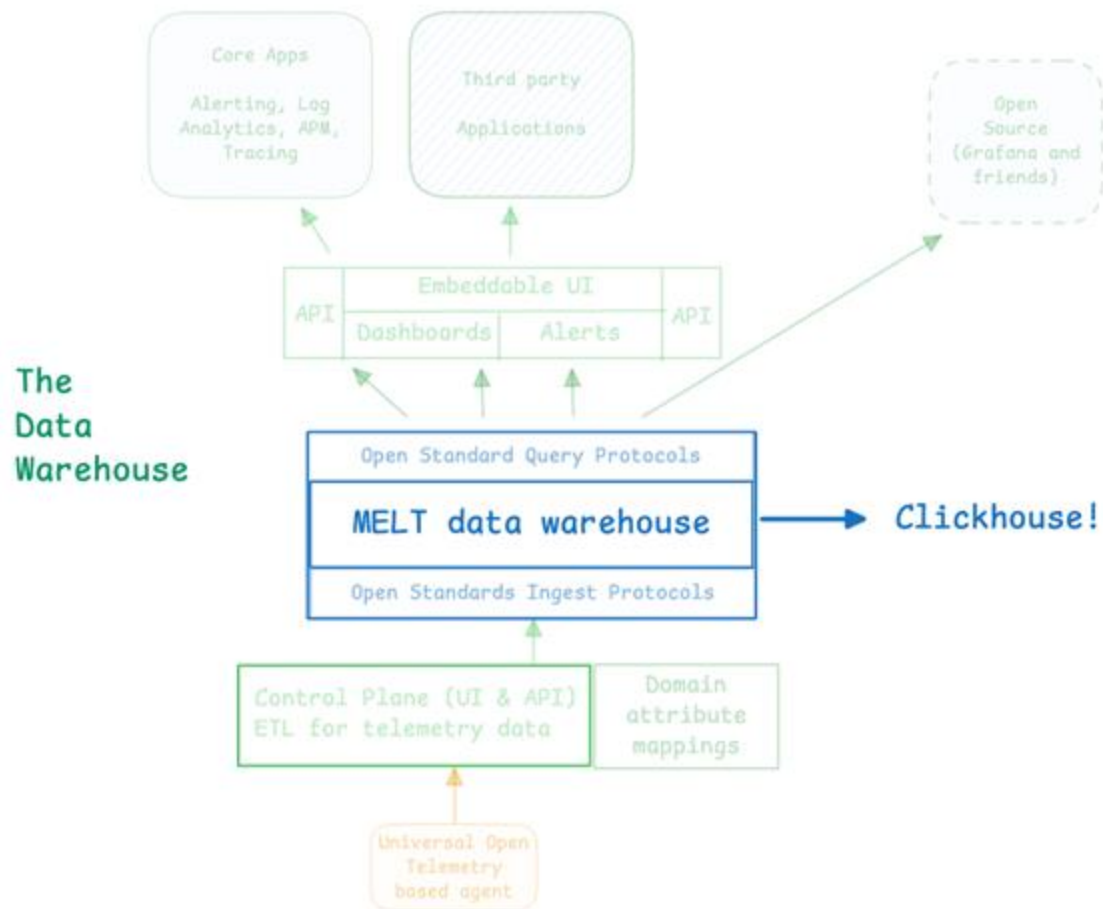 Core Apps
Alerting, Log
Analytics, APM,
Tracing
Third party
Applications
Open
Source
(Grafana and
friends)
API
Embeddable UI
Dashboards
Alerts
API
The
Data
Warehouse
Open Standard Query Protocols
MELT data warehouse
Open Standards Ingest Protocols
Clickhouse!
Control Plane (UI & API)
ETL for telemetry data
Domain
attribute
mappings
Universal Open
Telemetry
based agent